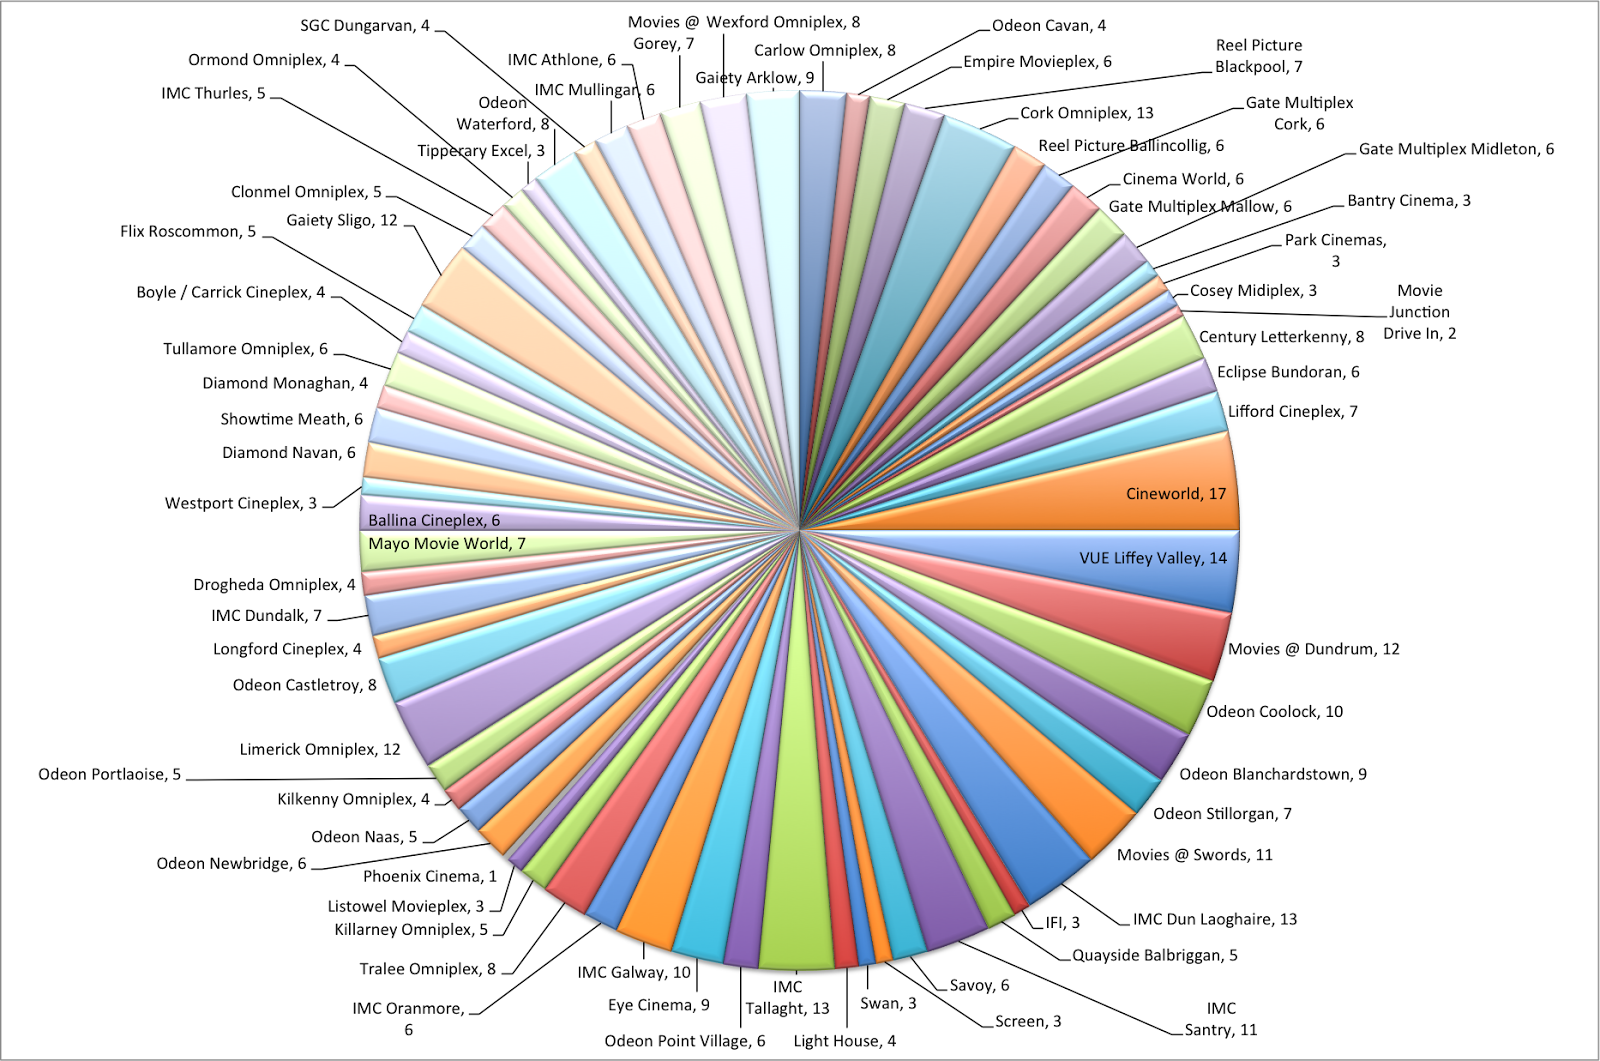 Carlow Omniplex, 8
Odeon Cavan, 4
Empire Movieplex, 6
Reel Picture
Blackpool, 7
Cork Omniplex, 13
Reel Picture Ballincollig, 6
Gate Multiplex
Cork, 6
Cinema World, 6
Gate Multiplex Mallow, 6
Gate Multiplex Midleton, 6
Bantry Cinema, 3
Park Cinemas,
3
Cosey Midiplex, 3
Movie
Junction
Drive In, 2
Century Letterkenny, 8
Eclipse Bundoran, 6
Lifford Cineplex, 7
Cineworld, 17
VUE Liffey Valley, 14
Movies @ Dundrum, 12
Odeon Coolock, 10
Odeon Blanchardstown, 9
Odeon Stillorgan, 7
Movies @ Swords, 11
IMC Dun Laoghaire, 13
IFI, 3
Quayside Balbriggan, 5
IMC
Santry, 11
Savoy, 6
Screen, 3
Swan, 3
Light House, 4
IMC
Tallaght, 13
Odeon Point Village, 6
Eye Cinema, 9
IMC Galway, 10
IMC Oranmore,
6
Tralee Omniplex, 8
Killarney Omniplex, 5
Listowel Movieplex, 3
Phoenix Cinema, 1
Odeon Newbridge, 6
Odeon Naas, 5
Kilkenny Omniplex, 4
Odeon Portlaoise, 5
Limerick Omniplex, 12
Odeon Castletroy, 8
Longford Cineplex, 4
IMC Dundalk, 7
Drogheda Omniplex, 4
Mayo Movie World, 7
Ballina Cineplex, 6
Westport Cineplex, 3
Diamond Navan, 6
Showtime Meath, 6
Diamond Monaghan, 4
Tullamore Omniplex, 6
Boyle / Carrick Cineplex, 4
Flix Roscommon, 5
Gaiety Sligo, 12
Clonmel Omniplex, 5
IMC Thurles, 5
Ormond Omniplex, 4
Tipperary Excel, 3
Odeon
Waterford, 8
SGC Dungarvan, 4
IMC Mullingar, 6
IMC Athlone, 6
Movies @
Gorey, 7
Wexford Omniplex, 8
Gaiety Arklow, 9